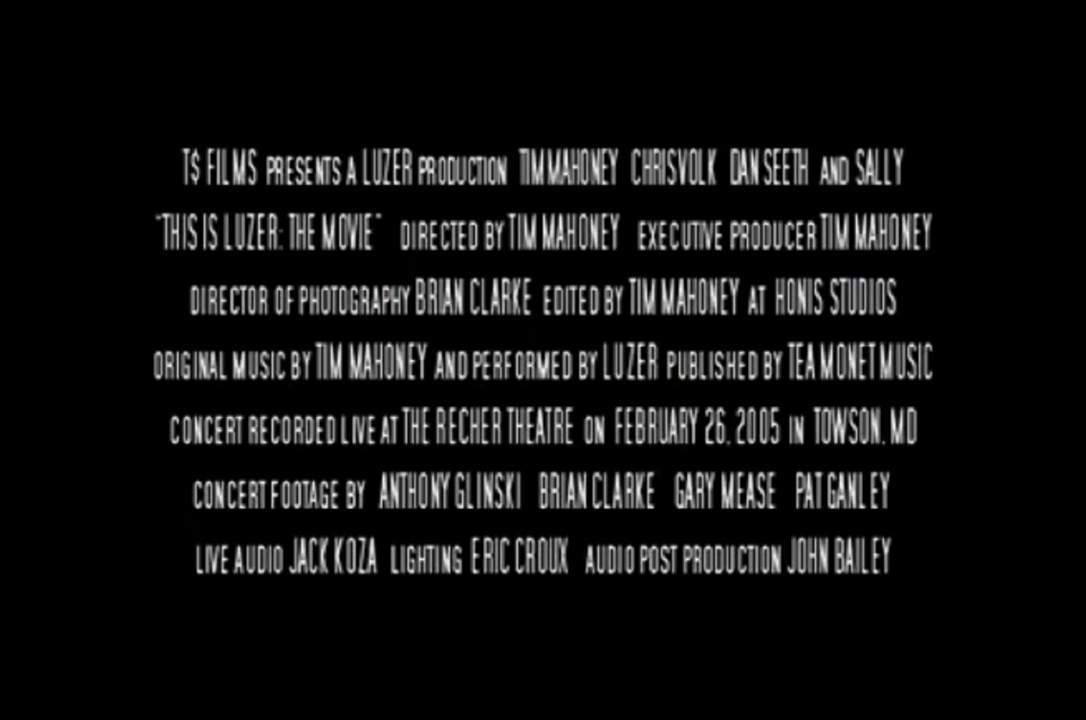 T$ FILMS PRESENTS A LUZER PRODUCTION TIM MAHONEY CHRIS VOLK DAN SEETH AND SALLY
"THIS IS LUZER: THE MOVIE" DIRECTED BY TIM MAHONEY EXECUTIVE PRODUCER TIM MAHONEY
DIRECTOR OF PHOTOGRAPHY BRIAN CLARKE EDITED BY TIM MAHONEY AT HONIS STUDIOS
ORIGINAL MUSIC BY TIM MAHONEY AND PERFORMED BY LUZER PUBLISHED BY TEA MONET MUSIC
CONCERT RECORDED LIVE AT THE RECHER THEATRE ON FEBRUARY 26, 2005 IN TOWSON, MD
CONCERT FOOTAGE BY ANTHONY GLINSKI BRIAN CLARKE GARY MEASE PAT GANLEY
LIVE AUDIO JACK KOZA LIGHTING ERIC CROUX AUDIO POST PRODUCTION JOHN BAILEY